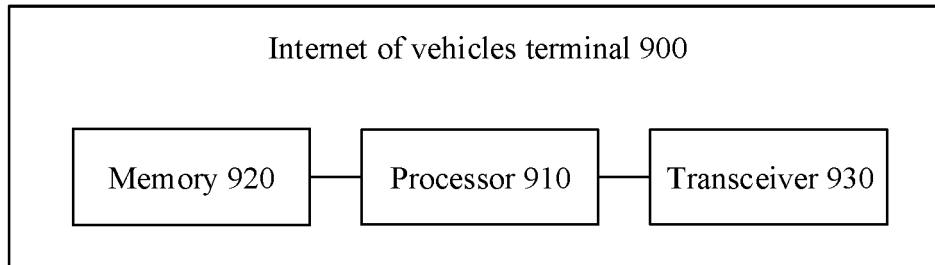 Internet of vehicles terminal 900
Memory 920
Processor 910
Transceiver 930